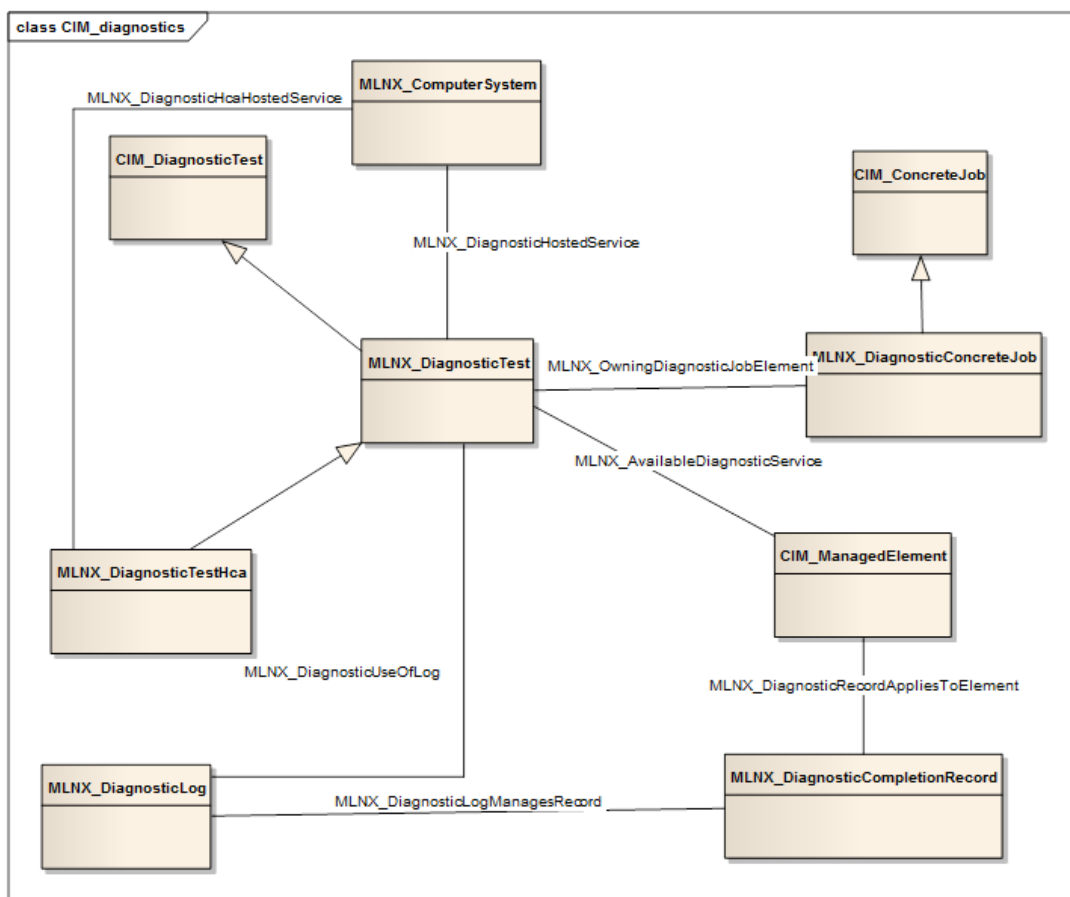 class CIM_diagnostics
MLNX_ComputerSystem
MLNX_DiagnosticHcaHostedService
CIM_DiagnosticTest
CIM_ConcreteJob
MLNX_DiagnosticHostedService
MLNX_DiagnosticTest
MLNX_DiagnosticConcreteJob
MLNX_OwningDiagnosticJobElement
MLNX_AvailableDiagnosticService
CIM_ManagedElement
MLNX_DiagnosticTestHca
MLNX_DiagnosticUseOfLog
MLNX_DiagnosticRecordAppliesToElement
MLNX_DiagnosticCompletionRecord
MLNX_DiagnosticLog
MLNX_DiagnosticLogManagesRecord